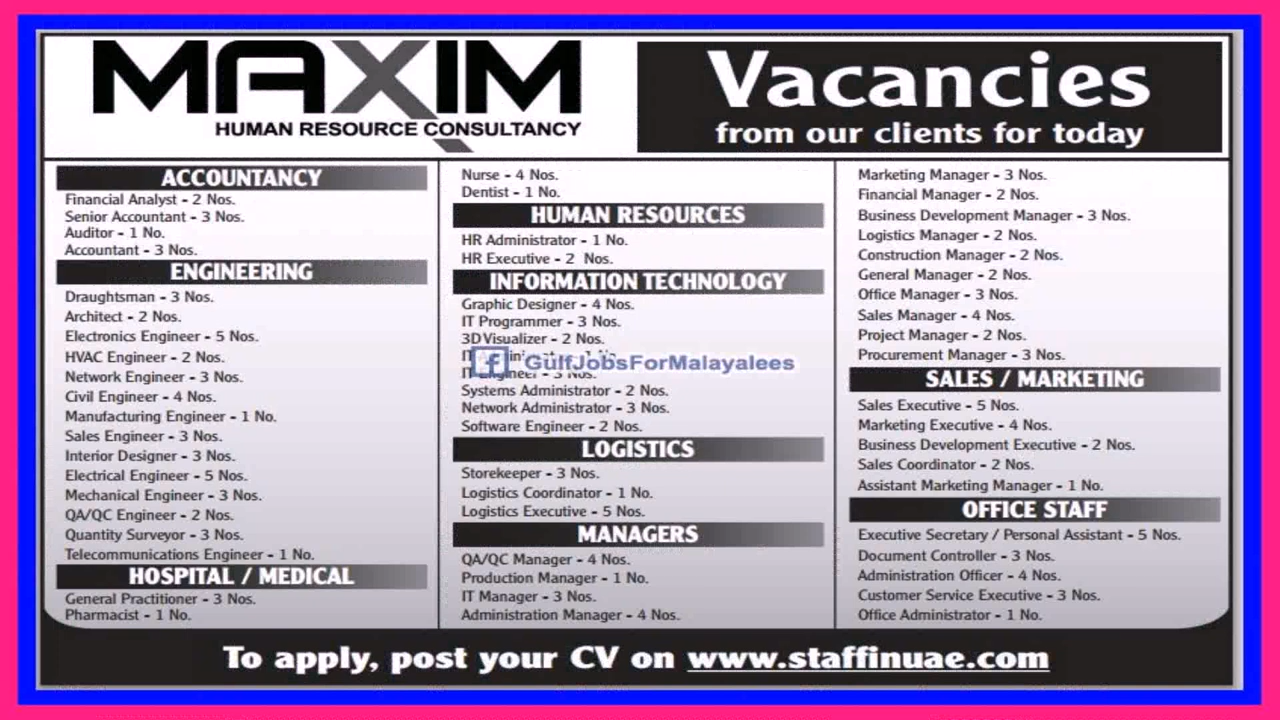 MAXIM
HUMAN RESOURCE CONSULTANCY
Vacancies
from our clients for today
ACCOUNTANCY
Financial Analyst - 2 Nos.
Senior Accountant - 3 Nos.
Auditor - 1 No.
Accountant - 3 Nos.
ENGINEERING
Draughtsman - 3 Nos.
Architect - 2 Nos.
Electronics Engineer - 5 Nos.
HVAC Engineer - 2 Nos.
Network Engineer - 3 Nos.
Civil Engineer - 4 Nos.
Manufacturing Engineer - 1 No.
Sales Engineer - 3 Nos.
Interior Designer - 3 Nos.
Electrical Engineer - 5 Nos.
Mechanical Engineer - 3 Nos.
QA/QC Engineer - 2 Nos.
Quantity Surveyor - 3 Nos.
Telecommunications Engineer - 1 No.
HOSPITAL / MEDICAL
General Practitioner - 3 Nos.
Pharmacist - 1 No.
Nurse - 4 Nos.
Dentist - 1 No.
HUMAN RESOURCES
HR Administrator - 1 No.
HR Executive - 2 Nos.
INFORMATION TECHNOLOGY
Graphic Designer - 4 Nos.
IT Programmer - 3 Nos.
3D Visualizer - 2 Nos.
f GulfJobsForMalayalees
IT Engineer - 3 Nos.
Systems Administrator - 2 Nos.
Network Administrator - 3 Nos.
Software Engineer - 2 Nos.
LOGISTICS
Storekeeper - 3 Nos.
Logistics Coordinator - 1 No.
Logistics Executive - 5 Nos.
MANAGERS
QA/QC Manager - 4 Nos.
Production Manager - 1 No.
IT Manager - 3 Nos.
Administration Manager - 4 Nos.
Marketing Manager - 3 Nos.
Financial Manager - 2 Nos.
Business Development Manager - 3 Nos.
Logistics Manager - 2 Nos.
Construction Manager - 2 Nos.
General Manager - 2 Nos.
Office Manager - 3 Nos.
Sales Manager - 4 Nos.
Project Manager - 2 Nos.
Procurement Manager - 3 Nos.
SALES / MARKETING
Sales Executive - 5 Nos.
Marketing Executive - 4 Nos.
Business Development Executive - 2 Nos.
Sales Coordinator - 2 Nos.
Assistant Marketing Manager - 1 No.
OFFICE STAFF
Executive Secretary / Personal Assistant - 5 Nos.
Document Controller - 3 Nos.
Administration Officer - 4 Nos.
Customer Service Executive - 3 Nos.
Office Administrator - 1 No.
To apply, post your CV on www.staffinuae.com